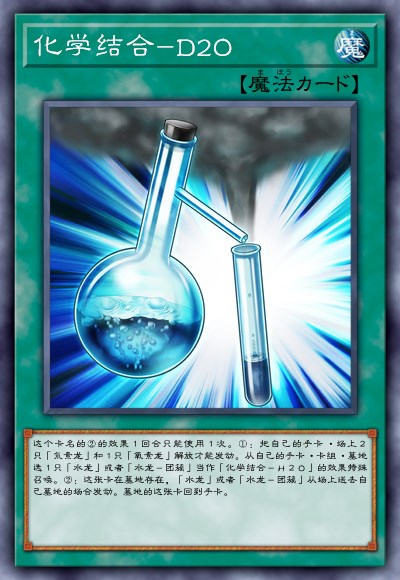 化学结合-D2O
魔
【魔法カード】
这个卡名的②的效果1回合只能使用1次。①：把自己的手卡·场上2
只「氘素龙」和1只「氧素龙」解放才能发动。从自己的手卡·卡组·墓地
选1只「水龙」或者「水龙-团簇」当作「化学结合-H2O」的效果特殊
召唤。②：这张卡在墓地存在，「水龙」或者「水龙-团簇」从场上送去自
己墓地的场合发动。墓地的这张卡回到手卡。